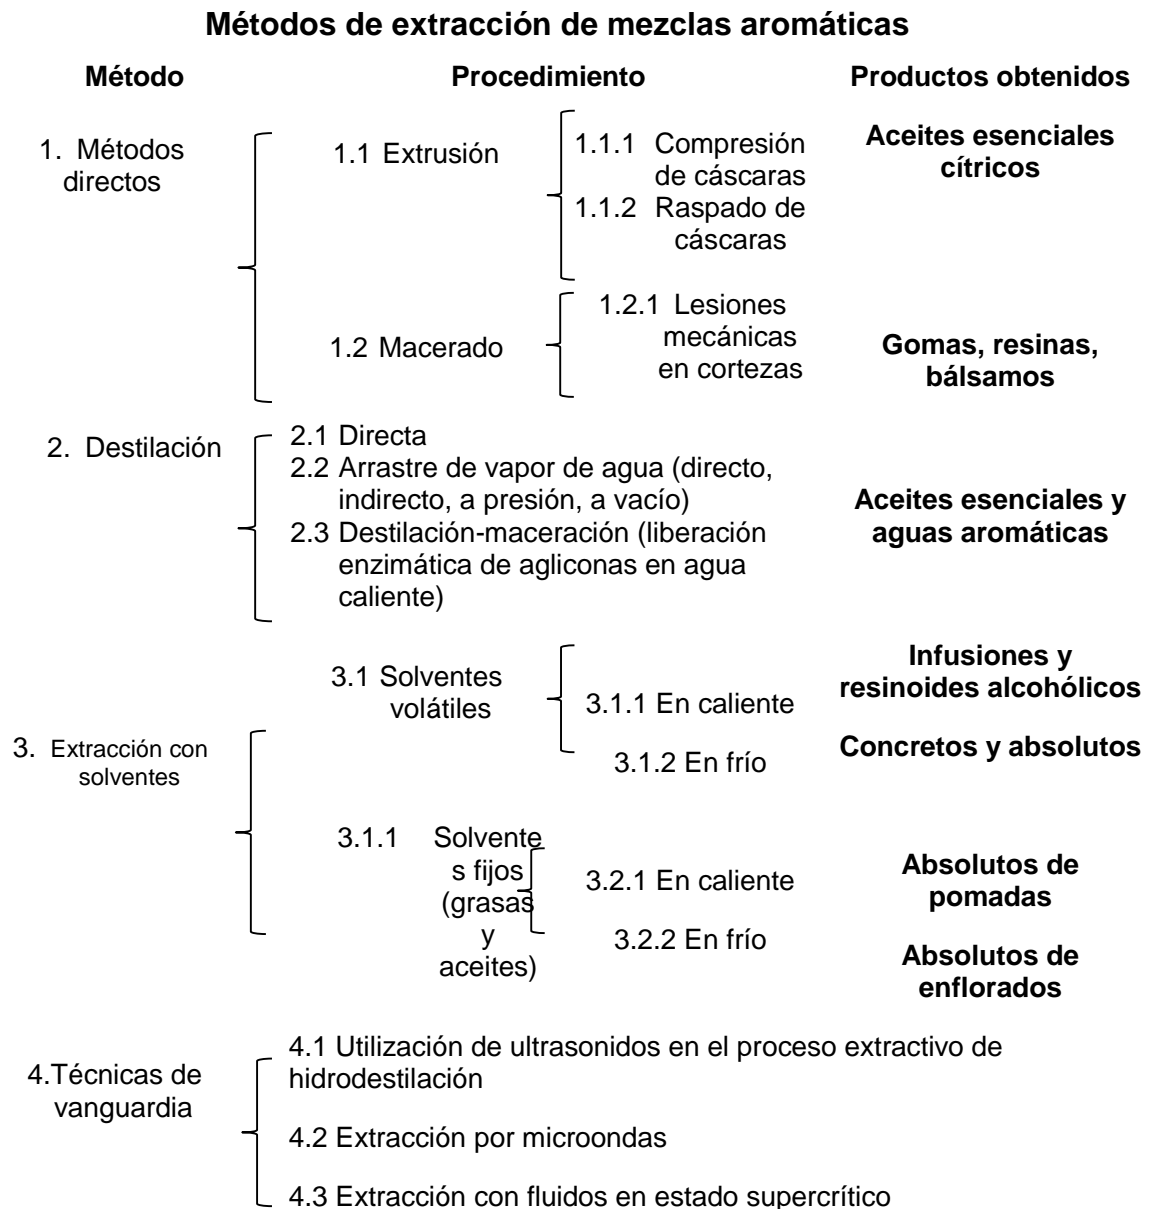 Métodos de extracción de mezclas aromáticas
Método Procedimiento Productos obtenidos
1. Métodos
directos
1.1 Extrusión
1.1.1 Compresión
de cáscaras
1.1.2 Raspado de
cáscaras
Aceites esenciales
cítricos
1.2 Macerado
1.2.1 Lesiones
mecánicas
en cortezas
Gomas, resinas,
bálsamos
2. Destilación
2.1 Directa
2.2 Arrastre de vapor de agua (directo,
indirecto, a presión, a vacío)
2.3 Destilación-maceración (liberación
enzimática de agliconas en agua
caliente)
Aceites esenciales y
aguas aromáticas
3. Extracción con
solventes
3.1 Solventes
volátiles
3.1.1 En caliente
3.1.2 En frío
Infusiones y
resinoides alcohólicos
Concretos y absolutos
3.1.1 Solvente
s fijos
(grasas
y
aceites)
3.2.1 En caliente
3.2.2 En frío
Absolutos de
pomadas
Absolutos de
enflorados
4.Técnicas de
vanguardia
4.1 Utilización de ultrasonidos en el proceso extractivo de
hidrodestilación
4.2 Extracción por microondas
4.3 Extracción con fluidos en estado supercrítico